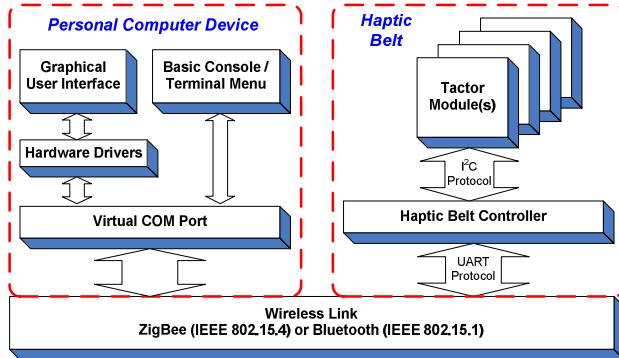 Personal Computer Device
Graphical
User Interface
Basic Console /
Terminal Menu
Hardware Drivers
Virtual COM Port
Haptic
Belt
Tactor
Module(s)
I²C
Protocol
Haptic Belt Controller
UART
Protocol
Wireless Link
ZigBee (IEEE 802.15.4) or Bluetooth (IEEE 802.15.1)